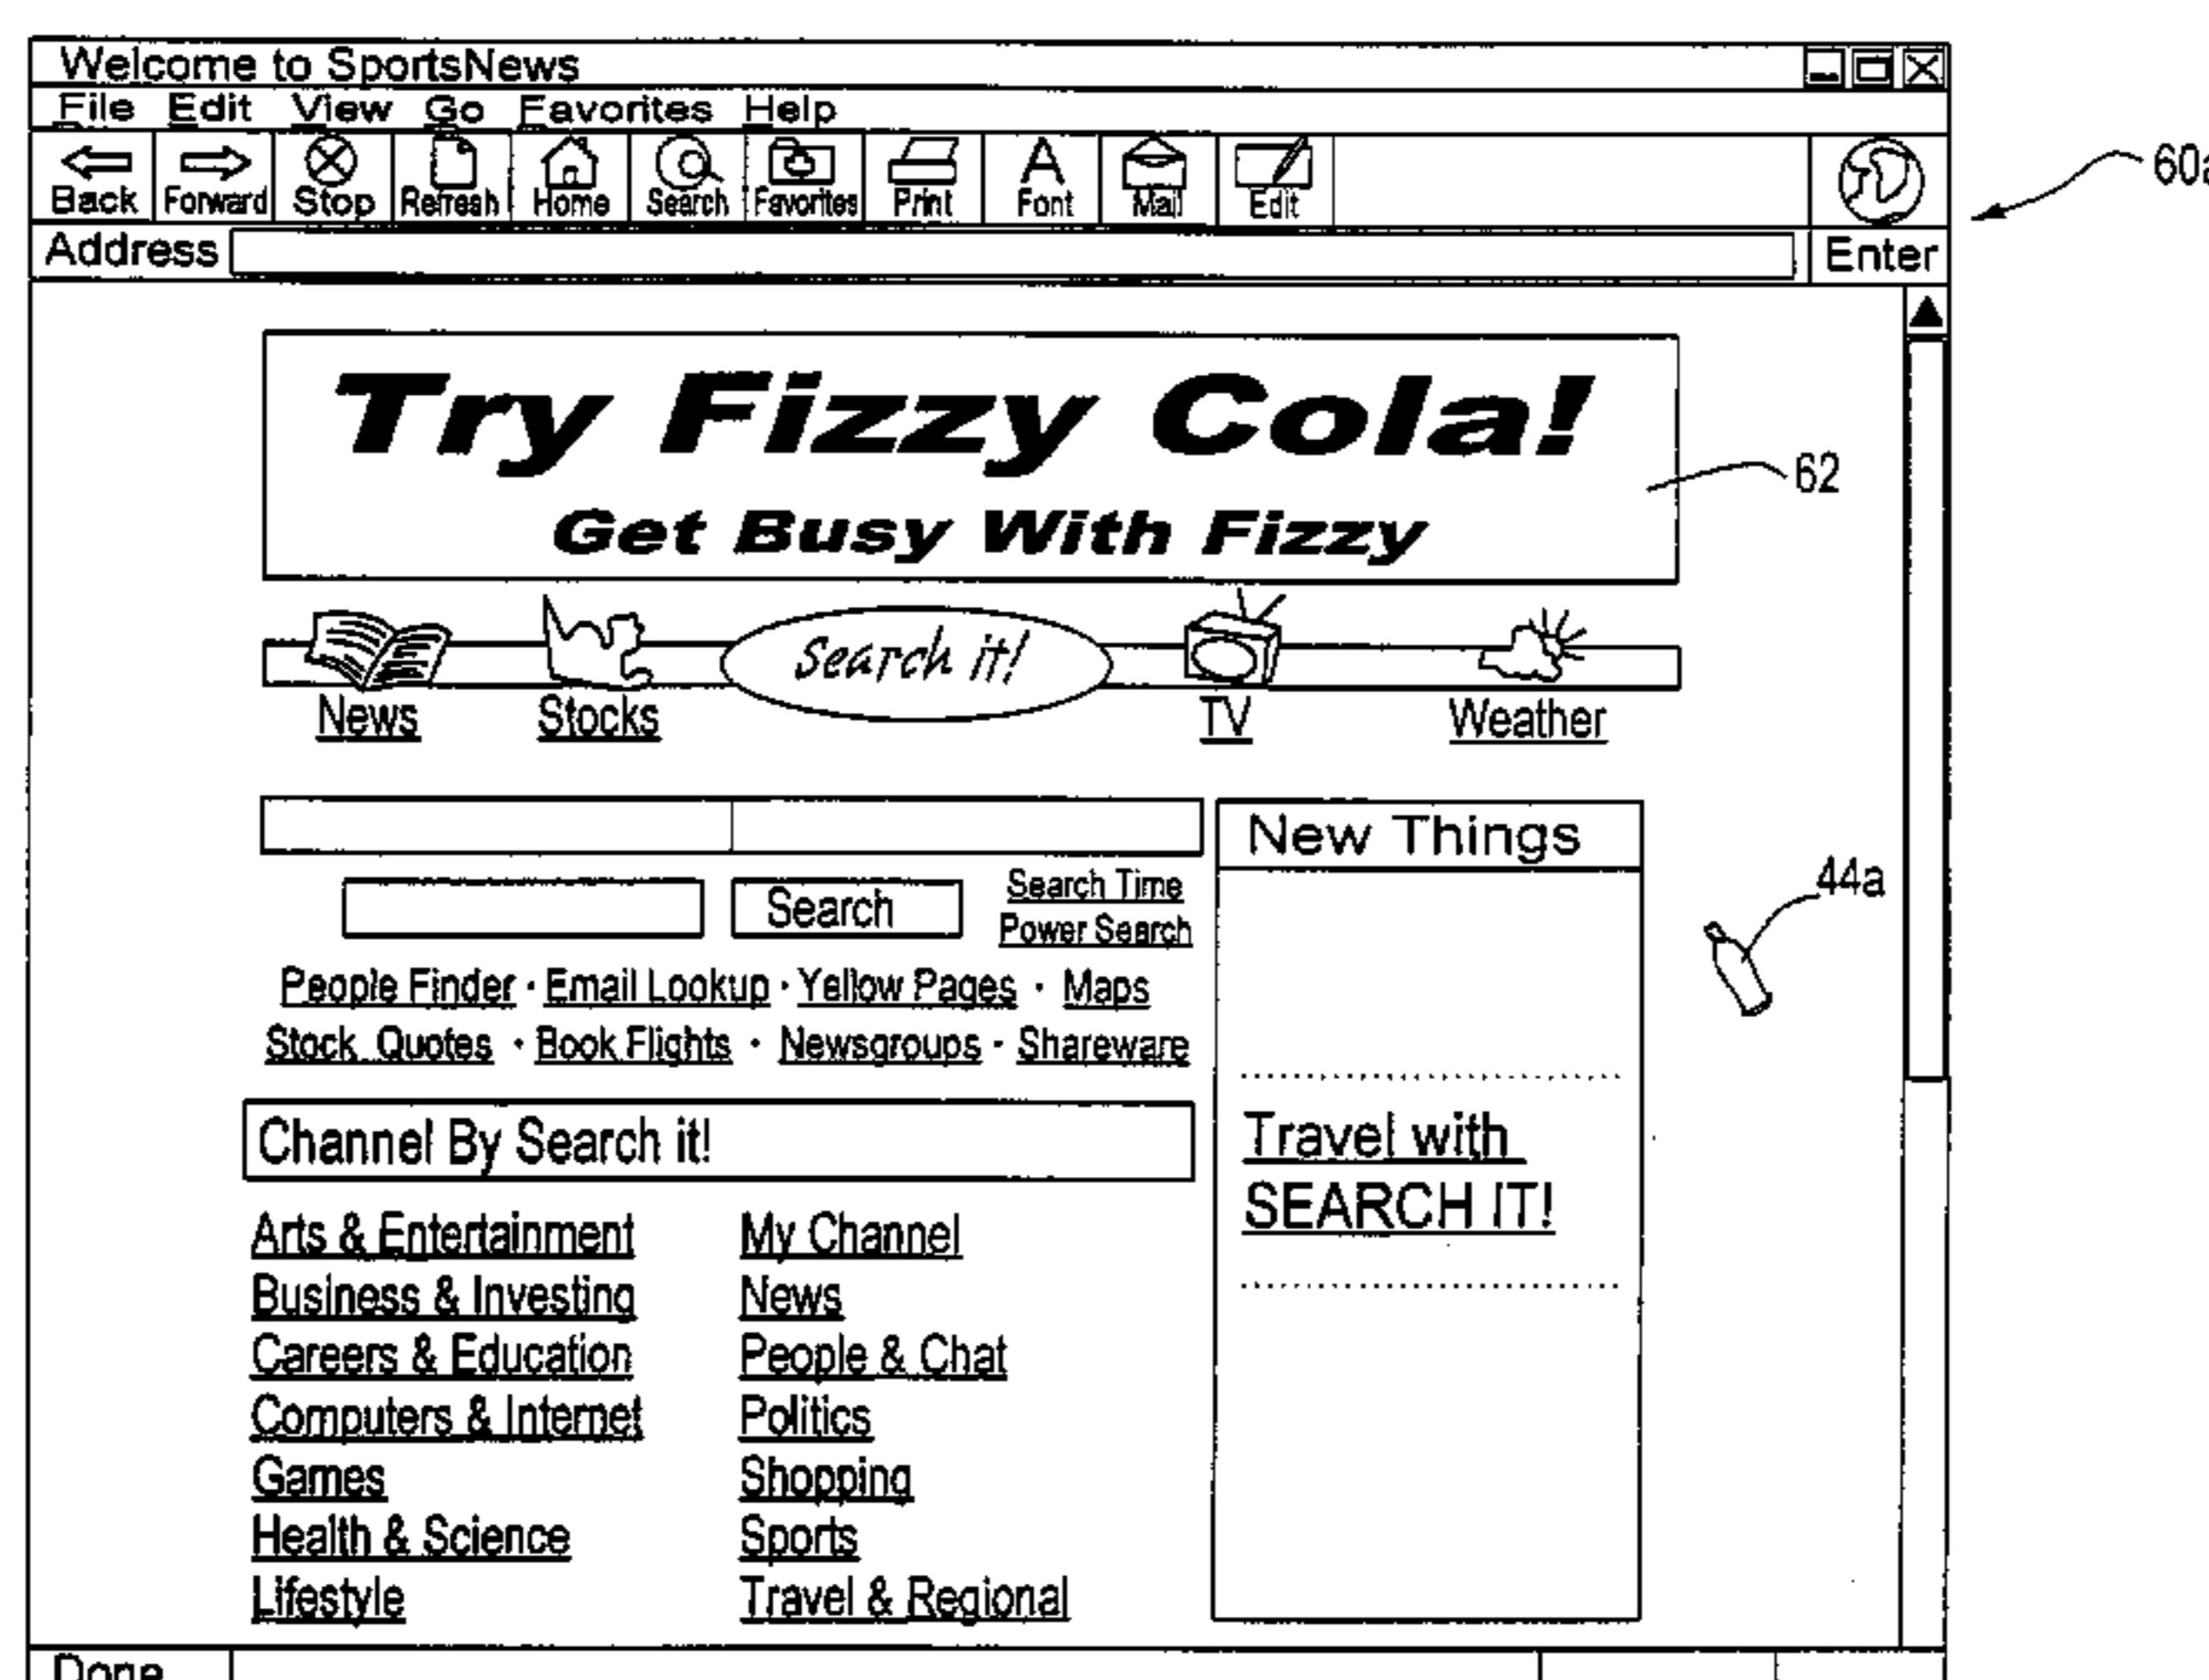 Welcome to SportsNews
File Edit View Go Favorites Help
Back Forward Stop Refresh Home Search Favorites Print Font Mail Edit
60a
Address Enter
Try Fizzy Cola!
62
Get Busy With Fizzy
Search it!
News Stocks TV Weather
New Things
Search Time
44a
Search
Power Search
People Finder · Email Lookup · Yellow Pages · Maps
Stock Quotes · Book Flights · Newsgroups · Shareware
Channel By Search it!
Travel with
SEARCH IT!
Arts & Entertainment My Channel
Business & Investing News
Careers & Education People & Chat
Computers & Internet Politics
Games Shopping
Health & Science Sports
Lifestyle Travel & Regional
Done